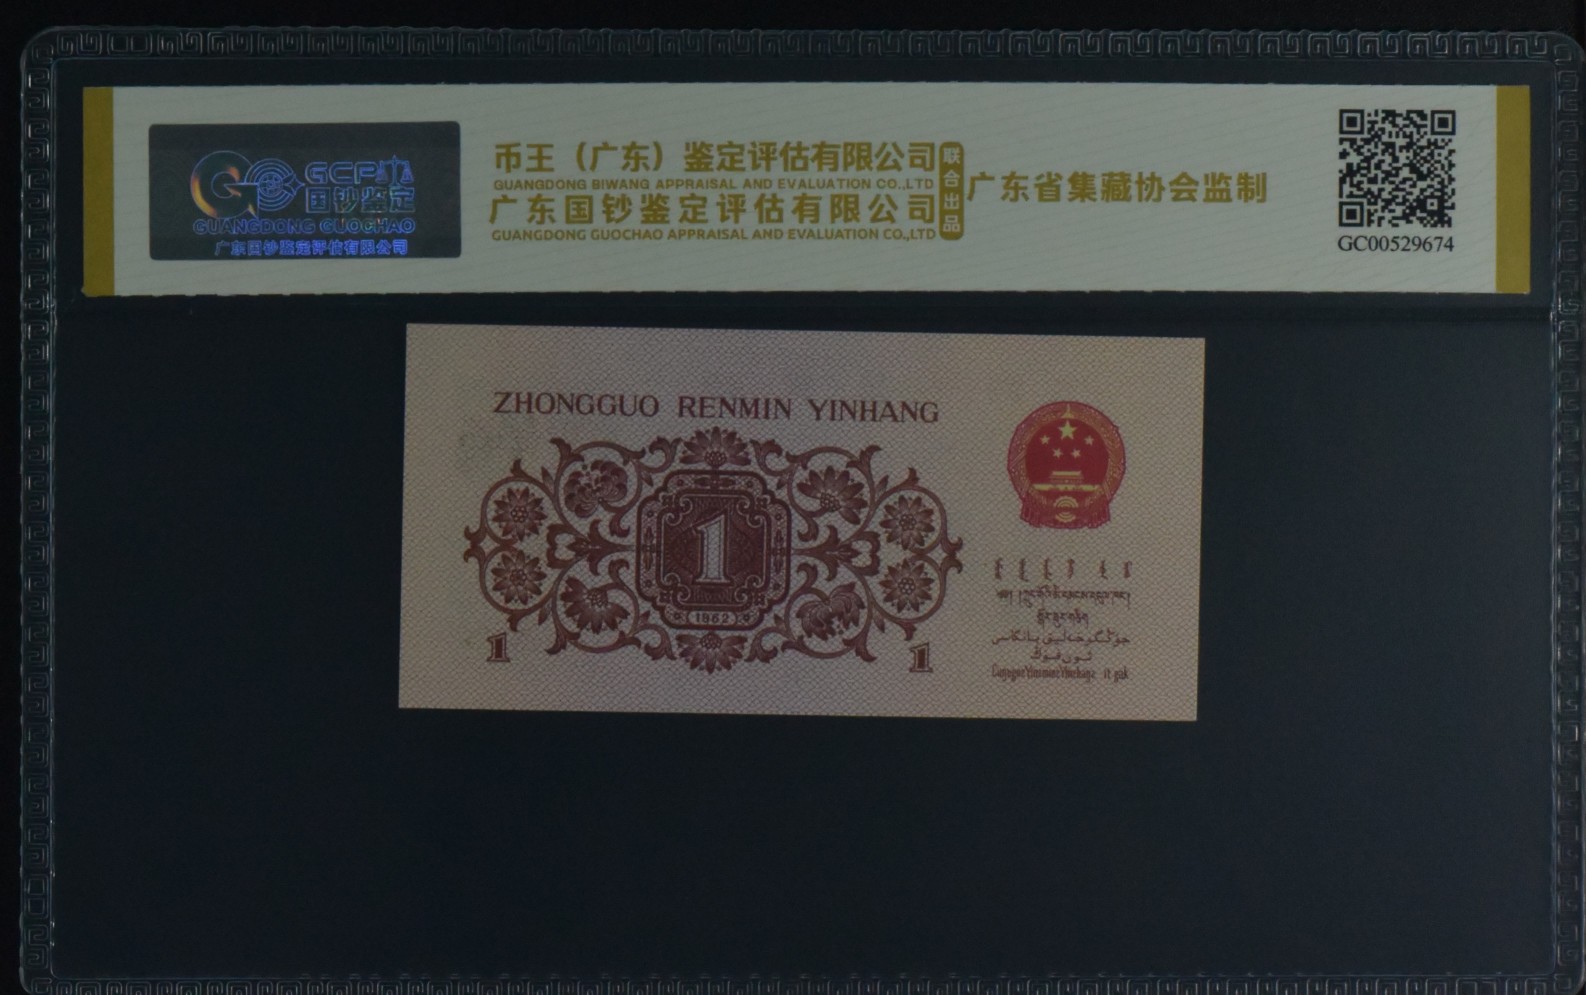 GCP
国钞鉴定
GUANGDONG GUOCHAO
广东国钞鉴定评估有限公司
币王（广东）鉴定评估有限公司
GUANGDONG BIWANG APPRAISAL AND EVALUATION CO.,LTD
广东国钞鉴定评估有限公司
GUANGDONG GUOCHAO APPRAISAL AND EVALUATION CO.,LTD
联合出品
广东省集藏协会监制
GC00529674
ZHONGGUO RENMIN YINHANG
1
(1962)
1
1